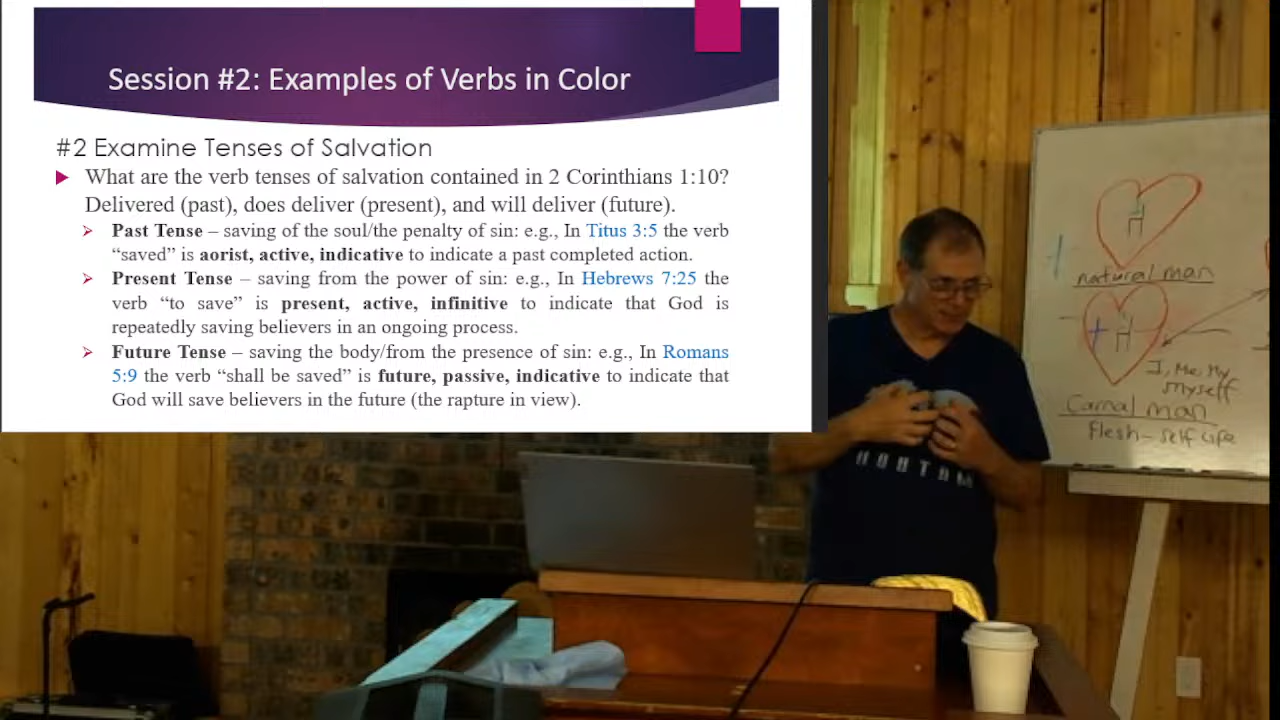 Session #2: Examples of Verbs in Color
#2 Examine Tenses of Salvation
What are the verb tenses of salvation contained in 2 Corinthians 1:10?
Delivered (past), does deliver (present), and will deliver (future).
Past Tense – saving of the soul/the penalty of sin: e.g., In Titus 3:5 the verb
“saved” is aorist, active, indicative to indicate a past completed action.
Present Tense – saving from the power of sin: e.g., In Hebrews 7:25 the
verb “to save” is present, active, infinitive to indicate that God is
repeatedly saving believers in an ongoing process.
Future Tense – saving the body/from the presence of sin: e.g., In Romans
5:9 the verb “shall be saved” is future, passive, indicative to indicate that
God will save believers in the future (the rapture in view).
H
natural man
+ H
I, Me, My
Myself
Carnal man
Flesh - Self Life